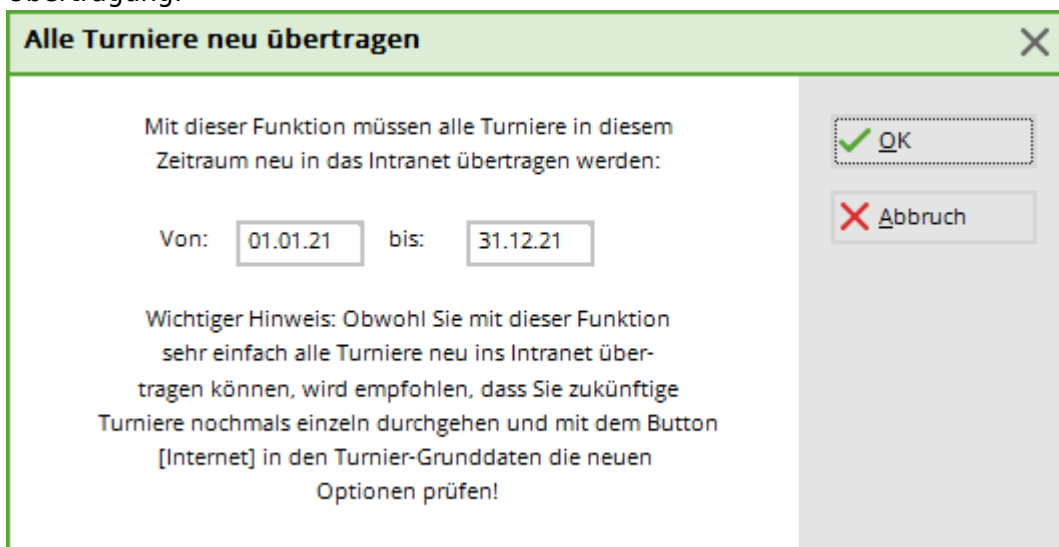 Alle Turniere neu übertragen
Mit dieser Funktion müssen alle Turniere in diesem
Zeitraum neu in das Intranet übertragen werden:
OK
Abbruch
Von: 01.01.21 bis: 31.12.21
Wichtiger Hinweis: Obwohl Sie mit dieser Funktion
sehr einfach alle Turniere neu ins Intranet über-
tragen können, wird empfohlen, dass Sie zukünftige
Turniere nochmals einzeln durchgehen und mit dem Button
[Internet] in den Turnier-Grunddaten die neuen
Optionen prüfen!